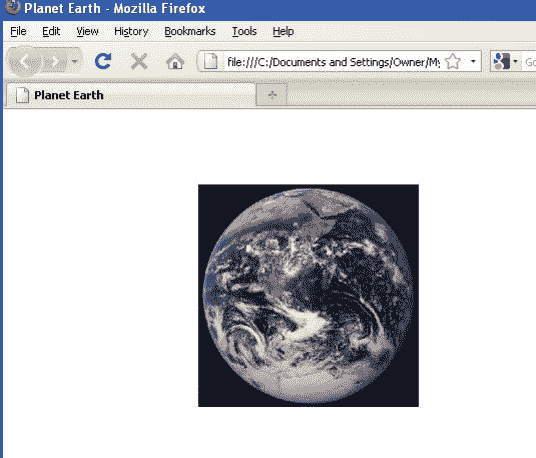 Planet Earth - Mozilla Firefox
File Edit View History Bookmarks Tools Help
file:///C:/Documents and Settings/Owner/My
Planet Earth